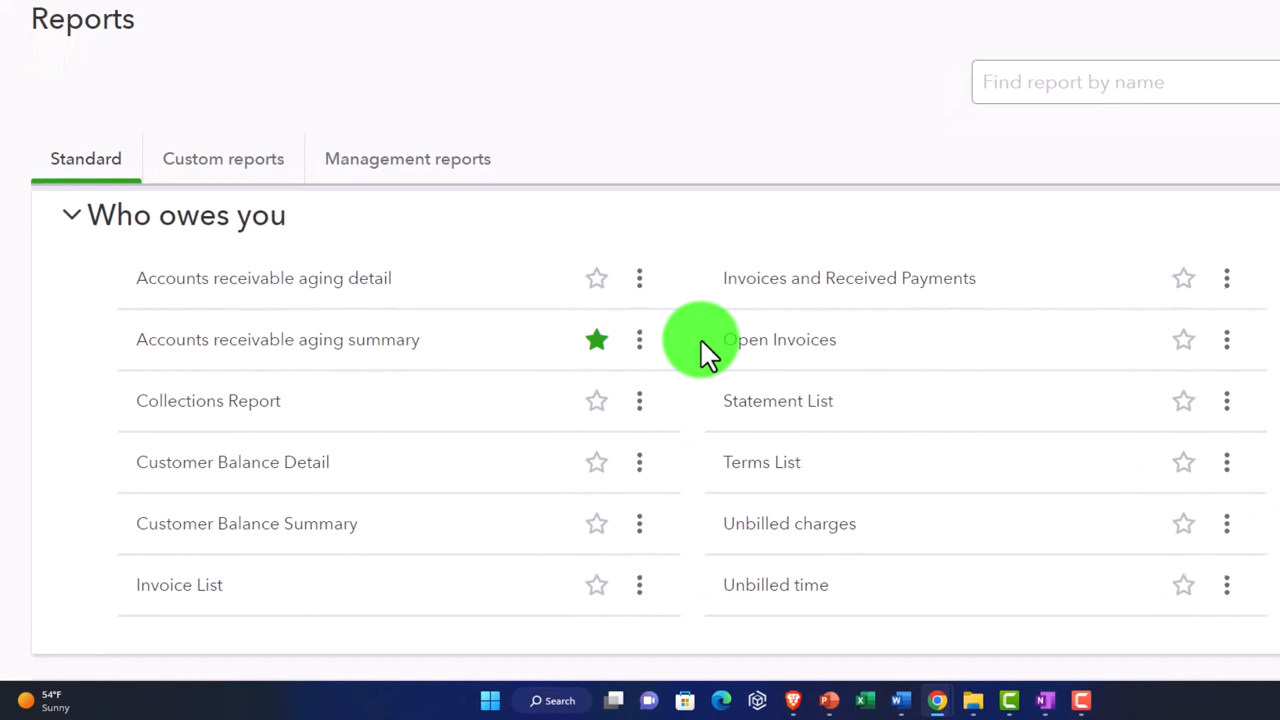 Reports
Find report by name
Standard
Custom reports
Management reports
Who owes you
Accounts receivable aging detail
Invoices and Received Payments
Accounts receivable aging summary
Open Invoices
Collections Report
Statement List
Customer Balance Detail
Terms List
Customer Balance Summary
Unbilled charges
Invoice List
Unbilled time
54°F
Sunny
Search